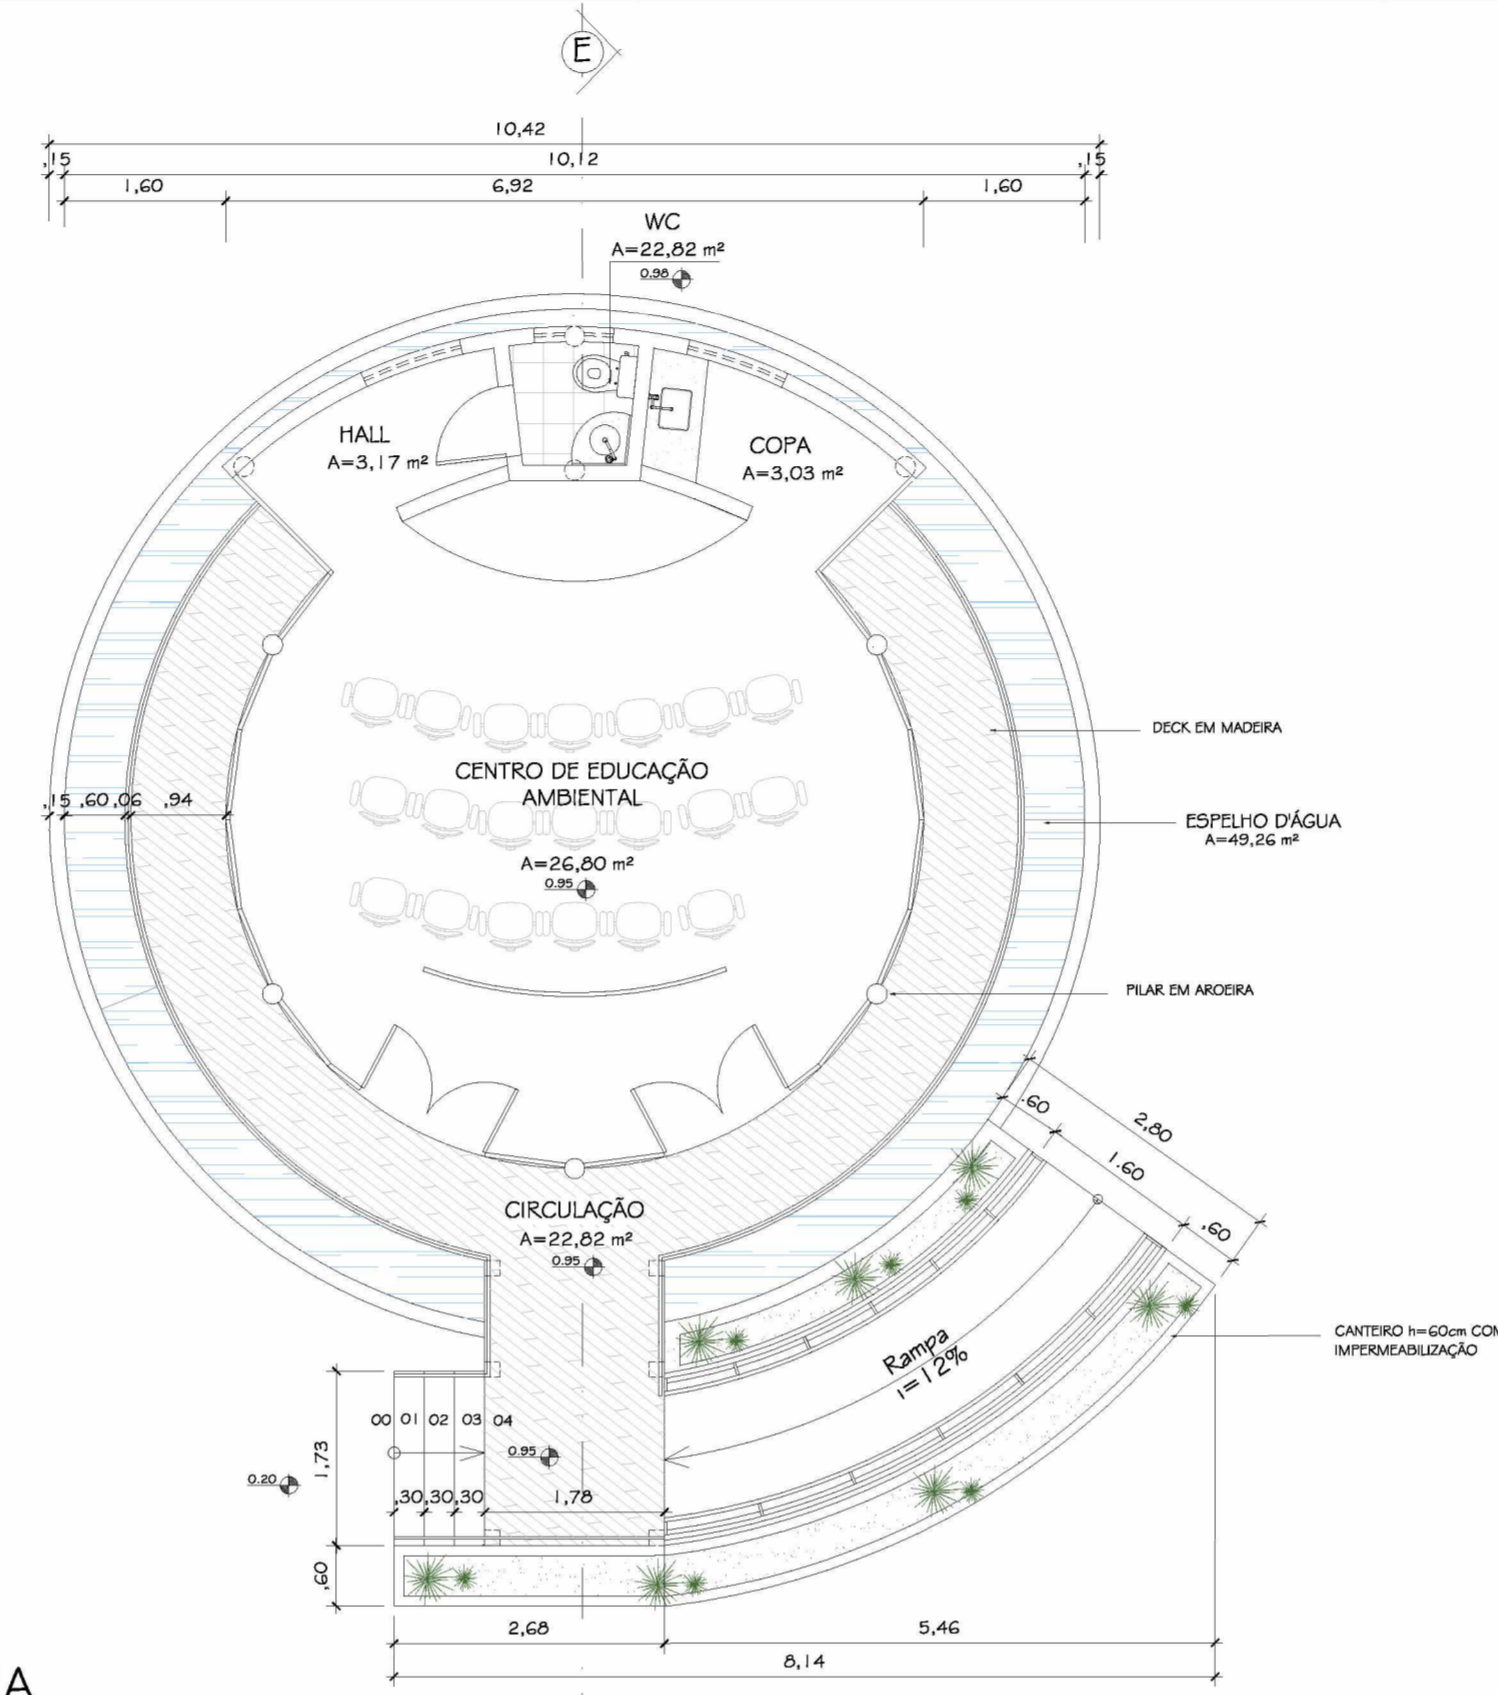 E
10,42
,15 10,12 ,15
1,60 6,92 1,60
WC
A=22,82 m²
0.98
HALL
A=3,17 m²
COPA
A=3,03 m²
DECK EM MADEIRA
CENTRO DE EDUCAÇÃO
AMBIENTAL
,15 ,60 ,06 ,94
ESPELHO D'ÁGUA
A=49,26 m²
A=26,80 m²
0.95
PILAR EM AROEIRA
.60
2,80
1.60
,60
CIRCULAÇÃO
A=22,82 m²
0.95
CANTEIRO h=60cm COM
IMPERMEABILIZAÇÃO
Rampa
i=12%
00 01 02 03 04
1,73
0.95
0.20
,30 ,30 ,30 1,78
,60
2,68 5,46
8,14
A